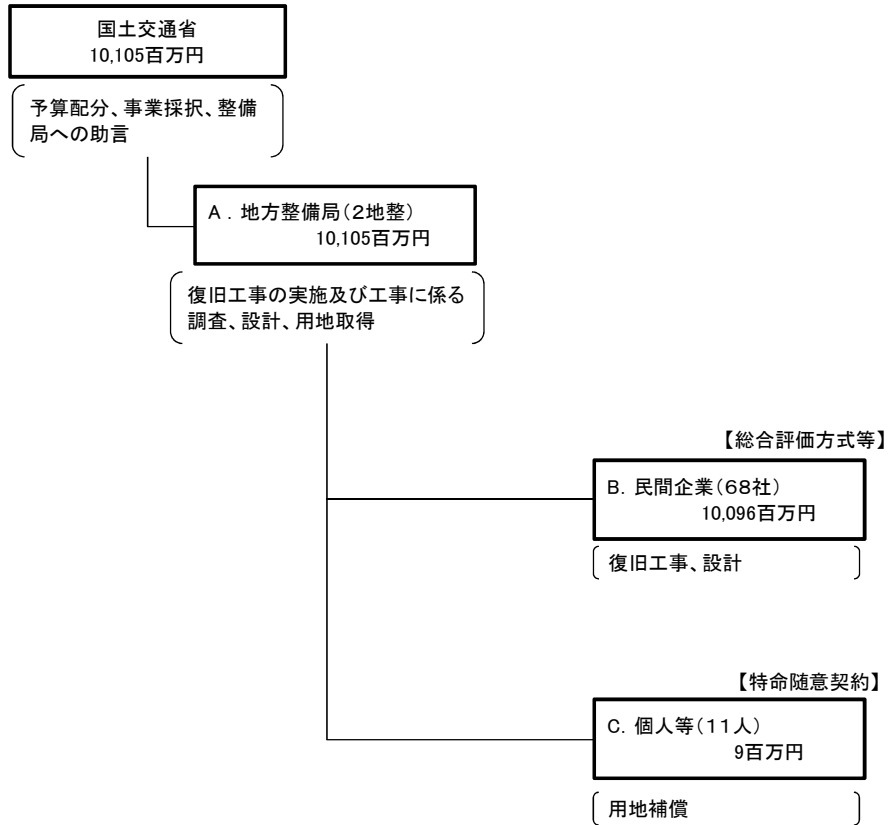 国土交通省
10,105百万円
予算配分、事業採択、整備
局への助言
A．地方整備局（２地整）
10,105百万円
復旧工事の実施及び工事に係る
調査、設計、用地取得
【総合評価方式等】
B．民間企業（６８社）
10,096百万円
復旧工事、設計
【特命随意契約】
C．個人等（１１人）
9百万円
用地補償